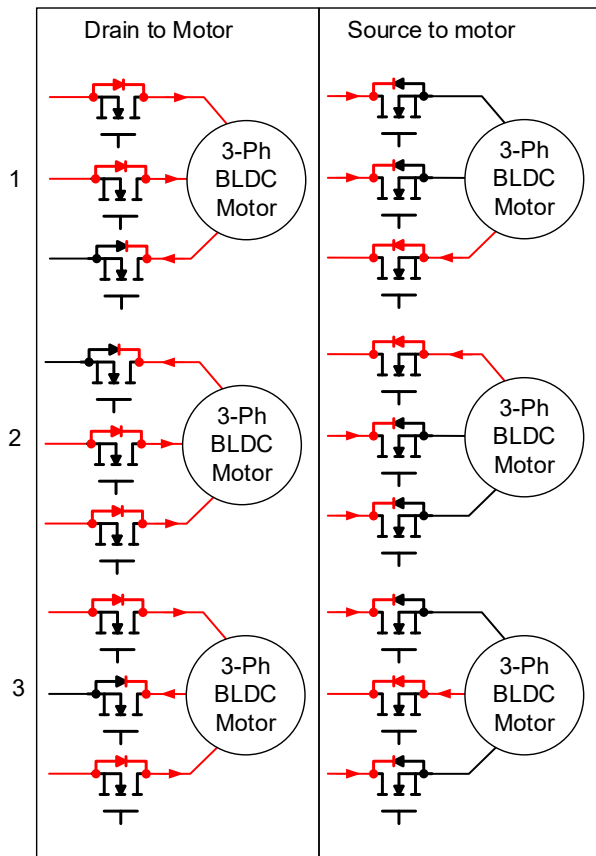 Drain to Motor
Source to motor
1
3-Ph
BLDC
Motor
3-Ph
BLDC
Motor
2
3-Ph
BLDC
Motor
3-Ph
BLDC
Motor
3
3-Ph
BLDC
Motor
3-Ph
BLDC
Motor